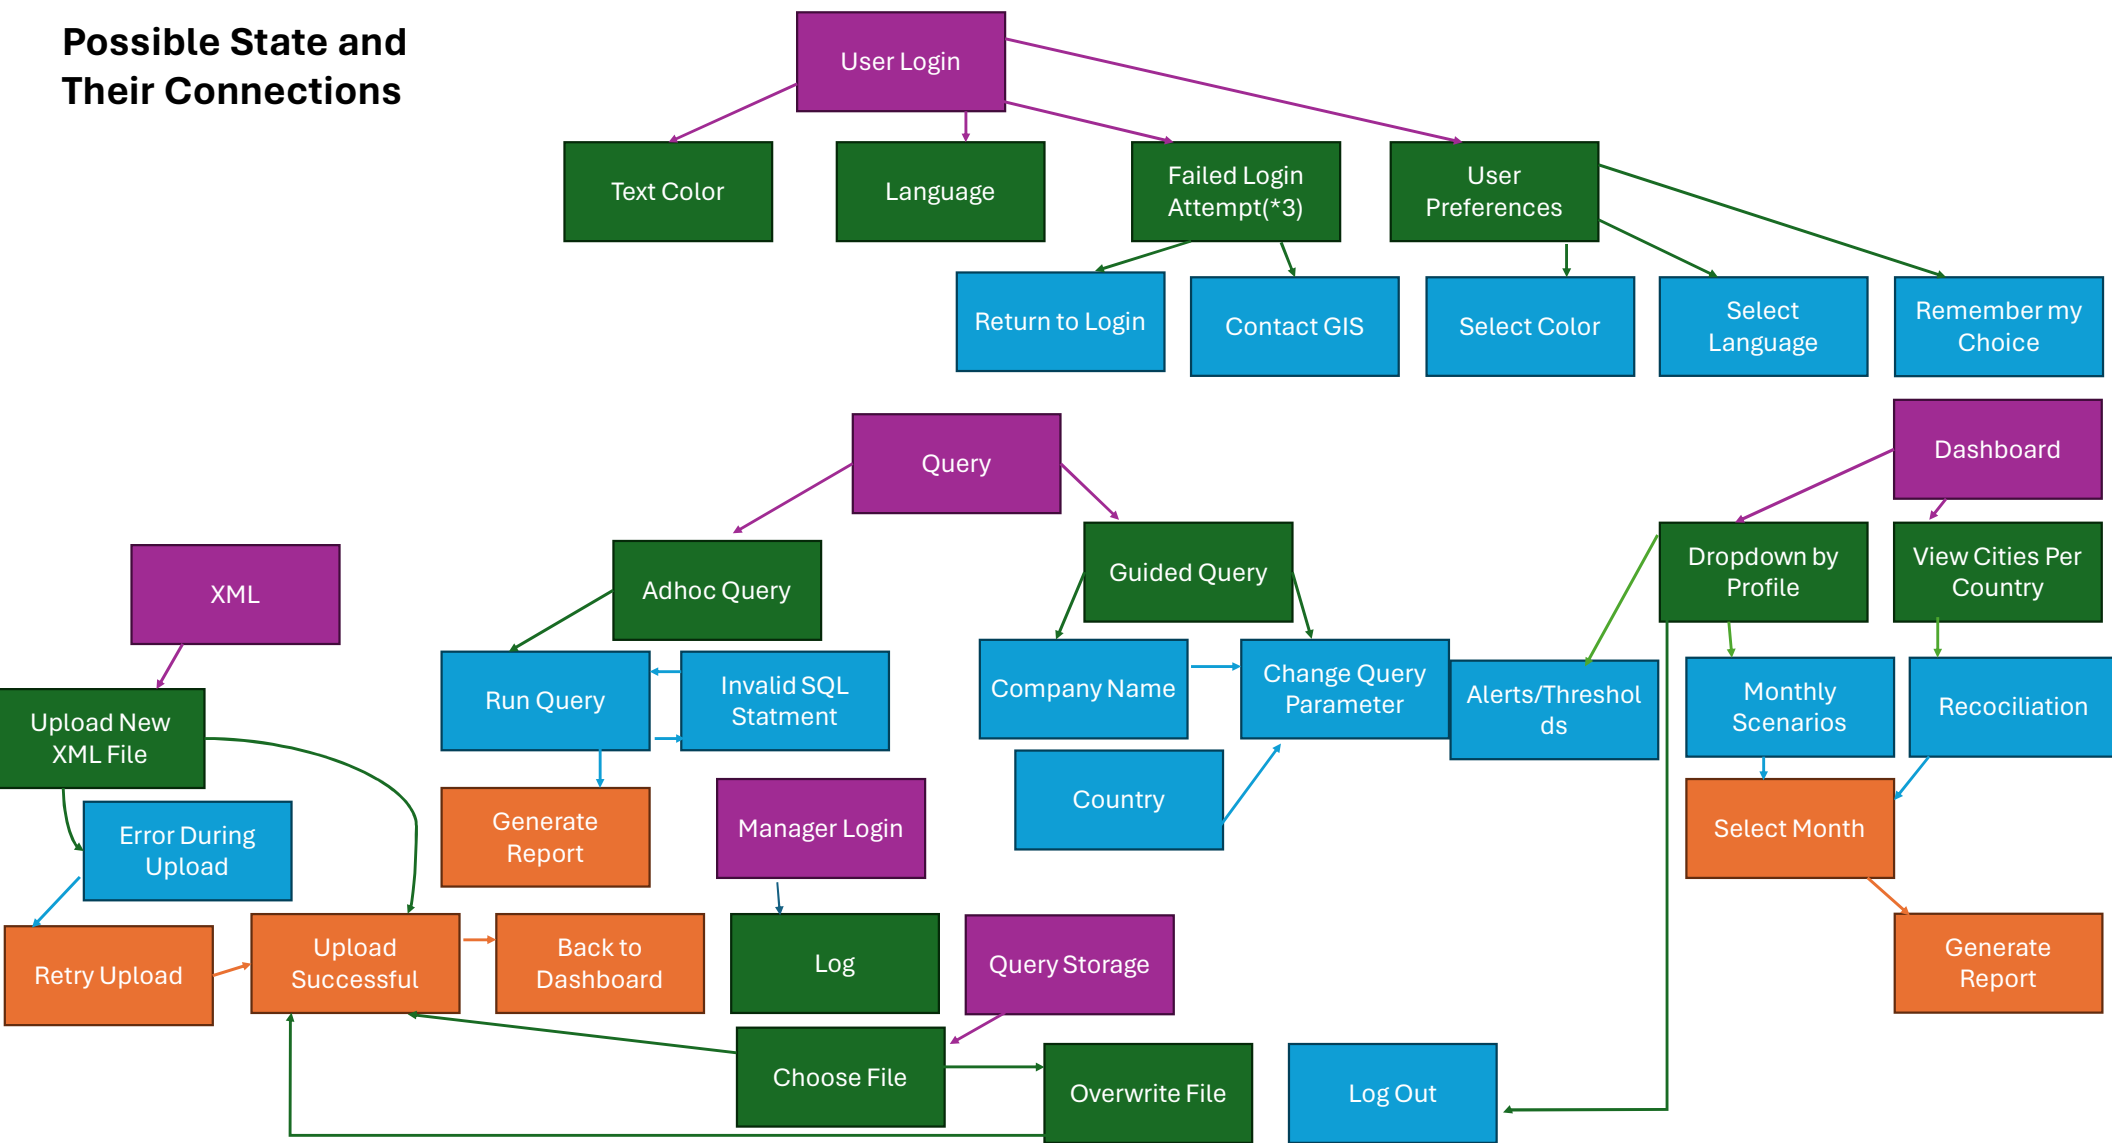 Possible State and
Their Connections
User Login
Text Color
Language
Failed Login
Attempt(*3)
User
Preferences
Return to Login
Contact GIS
Select Color
Select
Language
Remember my
Choice
Query
Dashboard
XML
Adhoc Query
Guided Query
Dropdown by
Profile
View Cities Per
Country
Upload New
XML File
Run Query
Invalid SQL
Statment
Company Name
Change Query
Parameter
Alerts/Threshol
ds
Monthly
Scenarios
Recociliation
Error During
Upload
Generate
Report
Manager Login
Country
Select Month
Retry Upload
Upload
Successful
Back to
Dashboard
Log
Query Storage
Generate
Report
Choose File
Overwrite File
Log Out